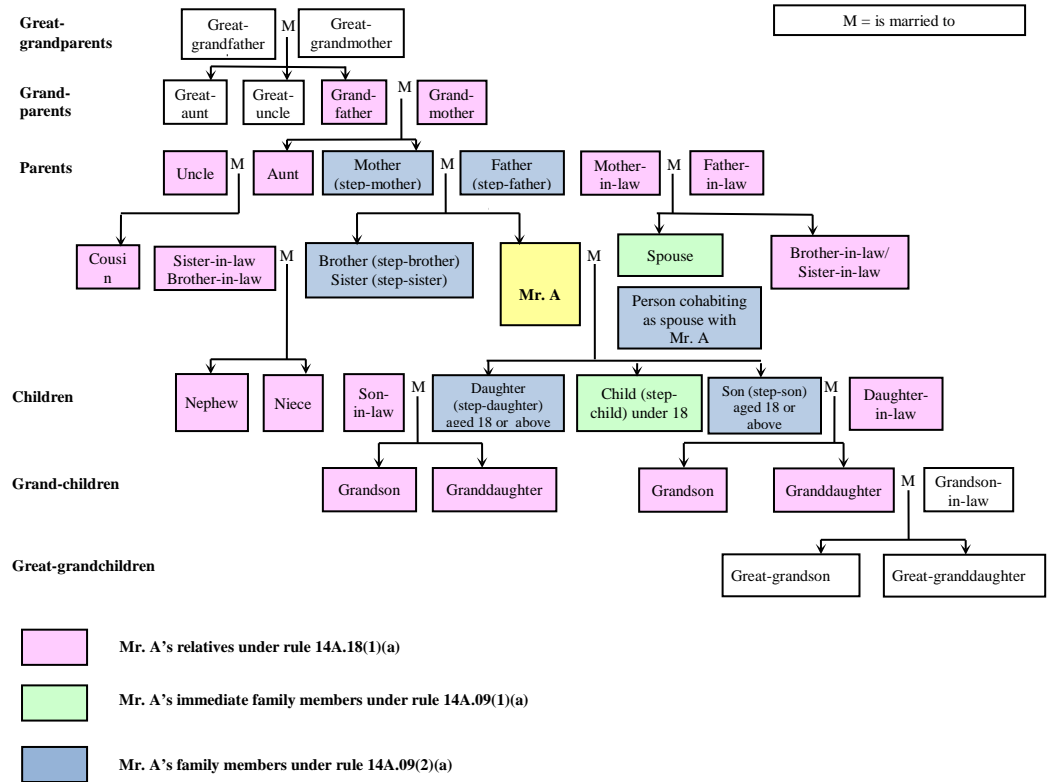 Great-
grandparents
Great-
grandfather
M
Great-
grandmother
M = is married to
Grand-
parents
Great-
aunt
Great-
uncle
Grand-
father
M
Grand-
mother
Parents
Uncle
M
Aunt
Mother
(step-mother)
M
Father
(step-father)
Mother-
in-law
M
Father-
in-law
Cousi
n
Sister-in-law
Brother-in-law
M
Brother (step-brother)
Sister (step-sister)
Mr. A
M
Spouse
Brother-in-law/
Sister-in-law
Person cohabiting
as spouse with
Mr. A
Children
Nephew
Niece
Son-
in-law
M
Daughter
(step-daughter)
aged 18 or above
Child (step-
child) under 18
Son (step-son)
aged 18 or
above
M
Daughter-
in-law
Grand-children
Grandson
Granddaughter
Grandson
Granddaughter
M
Grandson-
in-law
Great-grandchildren
Great-grandson
Great-granddaughter
Mr. A’s relatives under rule 14A.18(1)(a)
Mr. A’s immediate family members under rule 14A.09(1)(a)
Mr. A’s family members under rule 14A.09(2)(a)